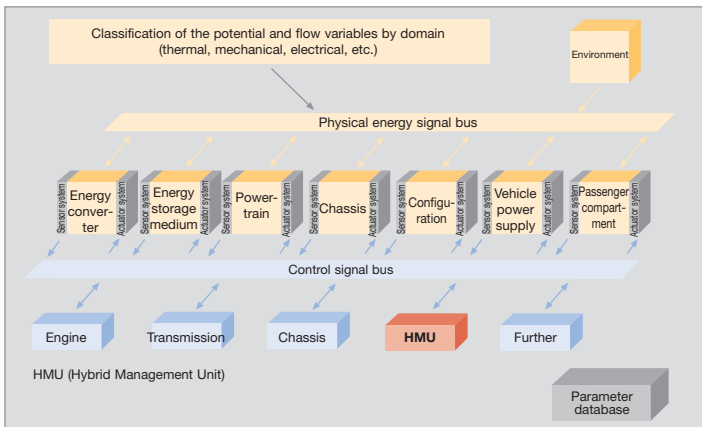 Classification of the potential and flow variables by domain
(thermal, mechanical, electrical, etc.)
Environment
Physical energy signal bus
Sensor system
Energy
conver-
ter
Actuator system
Sensor system
Energy
storage
medium
Actuator system
Sensor system
Power-
train
Actuator system
Sensor system
Chassis
Actuator system
Sensor system
Configu-
ration
Actuator system
Sensor system
Vehicle
power
supply
Actuator system
Sensor system
Passenger
compart-
ment
Actuator system
Control signal bus
Engine
Transmission
Chassis
HMU
Further
HMU (Hybrid Management Unit)
Parameter
database